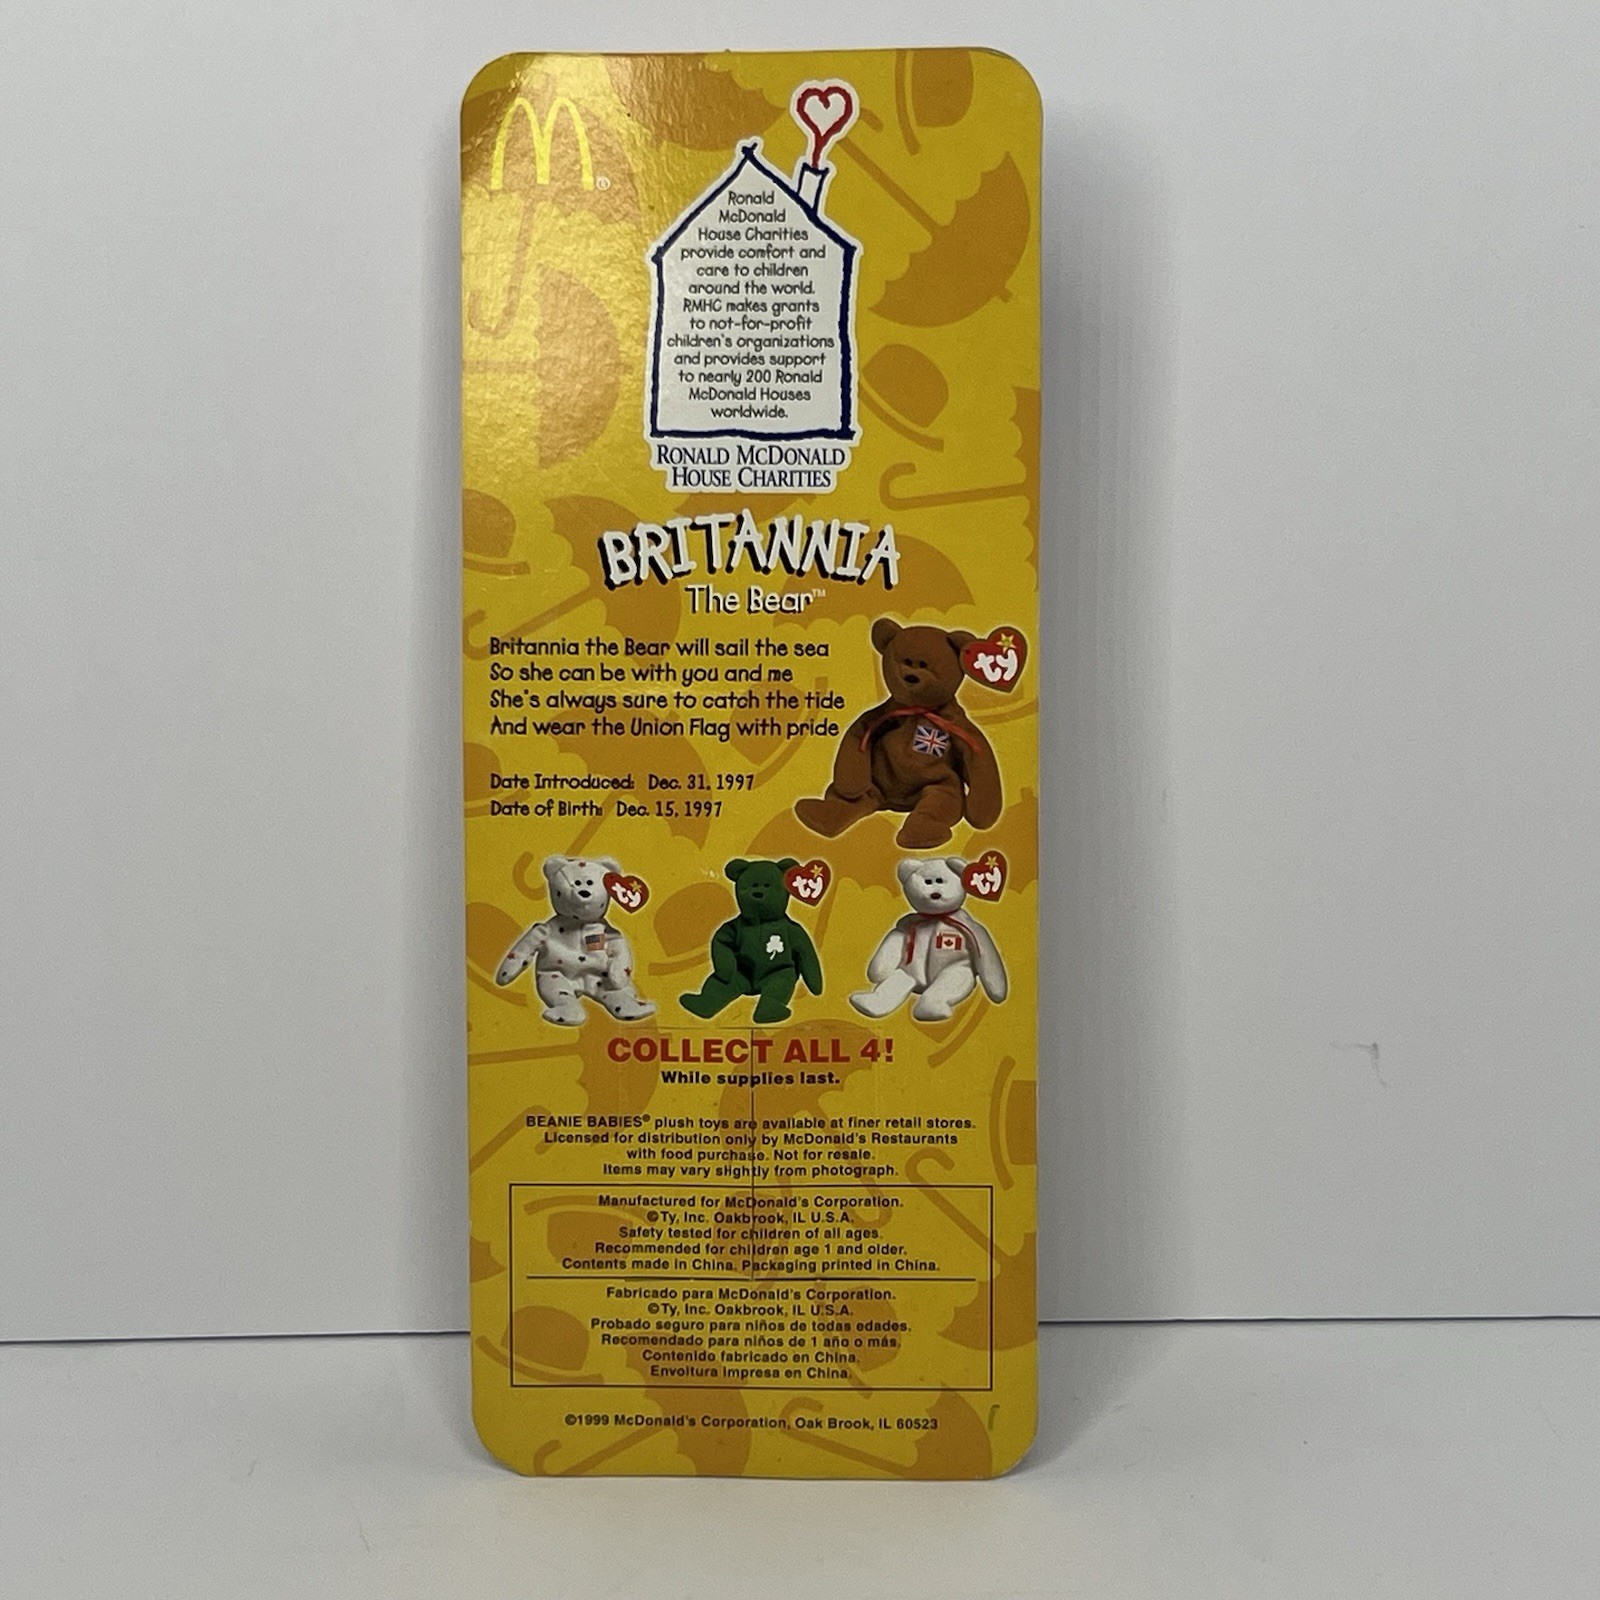 Ronald
McDonald
House Charities
provide comfort and
care to children
around the world.
RMHC makes grants
to not-for-profit
children's organizations
and provides support
to nearly 200 Ronald
McDonald Houses
worldwide.
RONALD MCDONALD
HOUSE CHARITIES
BRITANNIA
The Bear™
Britannia the Bear will sail the sea
So she can be with you and me
She's always sure to catch the tide
And wear the Union Flag with pride
Date Introduced: Dec. 31, 1997
Date of Birth: Dec. 15, 1997
ty
ty
ty
ty
COLLECT ALL 4!
While supplies last.
BEANIE BABIES® plush toys are available at finer retail stores.
Licensed for distribution only by McDonald's Restaurants
with food purchase. Not for resale.
Items may vary slightly from photograph.
Manufactured for McDonald's Corporation.
©Ty, Inc. Oakbrook, IL U.S.A.
Safety tested for children of all ages.
Recommended for children age 1 and older.
Contents made in China. Packaging printed in China.
Fabricado para McDonald's Corporation.
©Ty, Inc. Oakbrook, IL U.S.A.
Probado seguro para niños de todas edades.
Recomendado para niños de 1 año o más.
Contenido fabricado en China.
Envoltura impresa en China.
©1999 McDonald's Corporation, Oak Brook, IL 60523